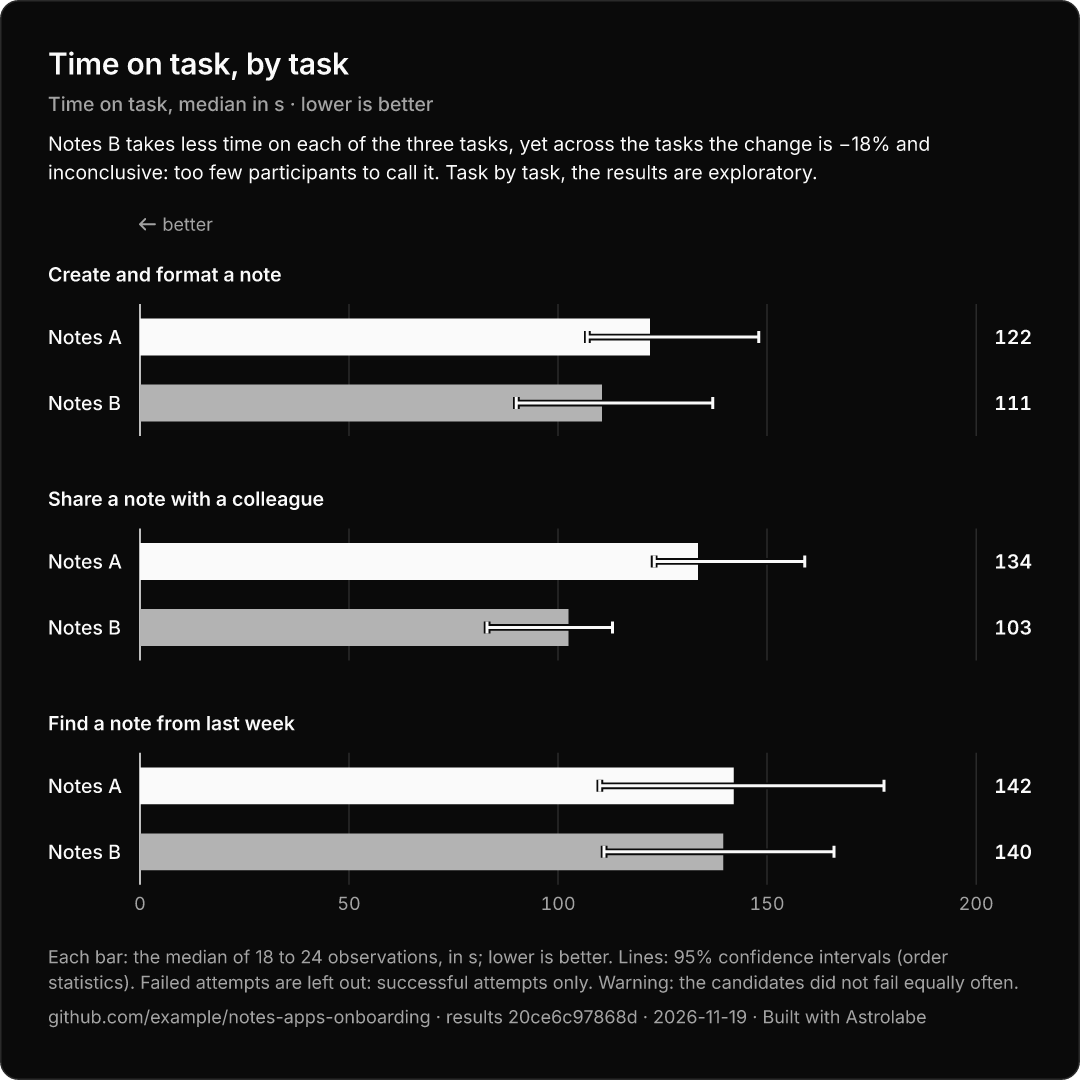 Time on task, by task
Time on task, median in s · lower is better
Notes B takes less time on each of the three tasks, yet across the tasks the change is −18% and
inconclusive: too few participants to call it. Task by task, the results are exploratory.
← better
Create and format a note
Notes A 122
Notes B 111
Share a note with a colleague
Notes A 134
Notes B 103
Find a note from last week
Notes A 142
Notes B 140
0 50 100 150 200
Each bar: the median of 18 to 24 observations, in s; lower is better. Lines: 95% confidence intervals (order
statistics). Failed attempts are left out: successful attempts only. Warning: the candidates did not fail equally often.
github.com/example/notes-apps-onboarding · results 20ce6c97868d · 2026-11-19 · Built with Astrolabe